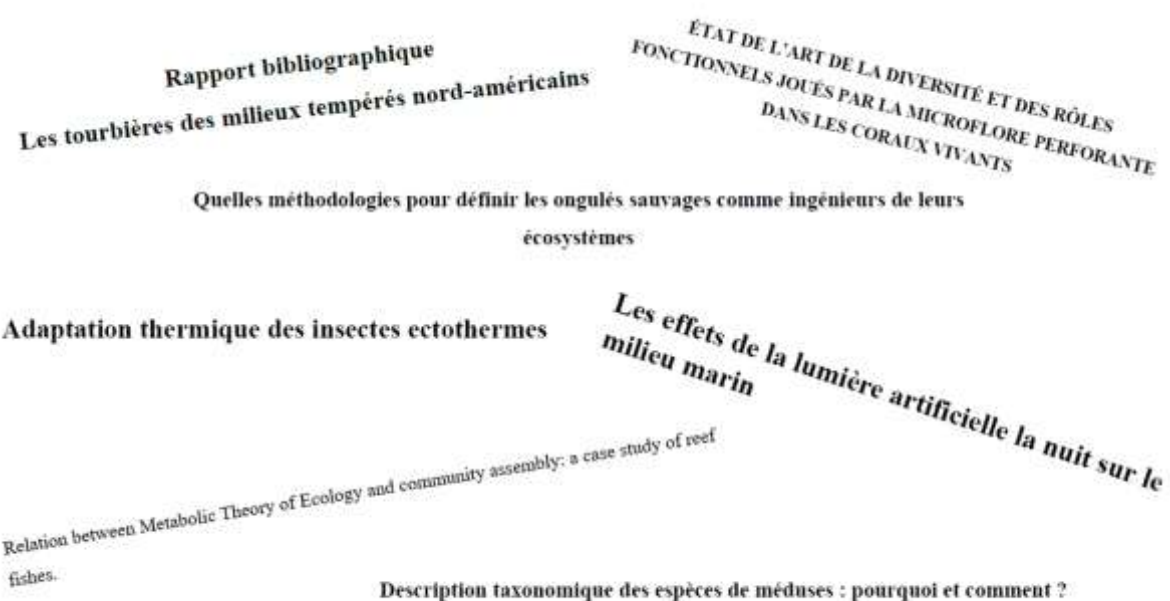 Rapport bibliographique
Les tourbières des milieux tempérés nord-américains
ÉTAT DE L'ART DE LA DIVERSITÉ ET DES RÔLES
FONCTIONNELS JOUÉS PAR LA MICROFLORE PERFORANTE
DANS LES CORAUX VIVANTS
Quelles méthodologies pour définir les ongulés sauvages comme ingénieurs de leurs
écosystèmes
Adaptation thermique des insectes ectothermes
Les effets de la lumière artificielle la nuit sur le
milieu marin
Relation between Metabolic Theory of Ecology and community assembly: a case study of reef
fishes.
Description taxonomique des espèces de méduses : pourquoi et comment ?